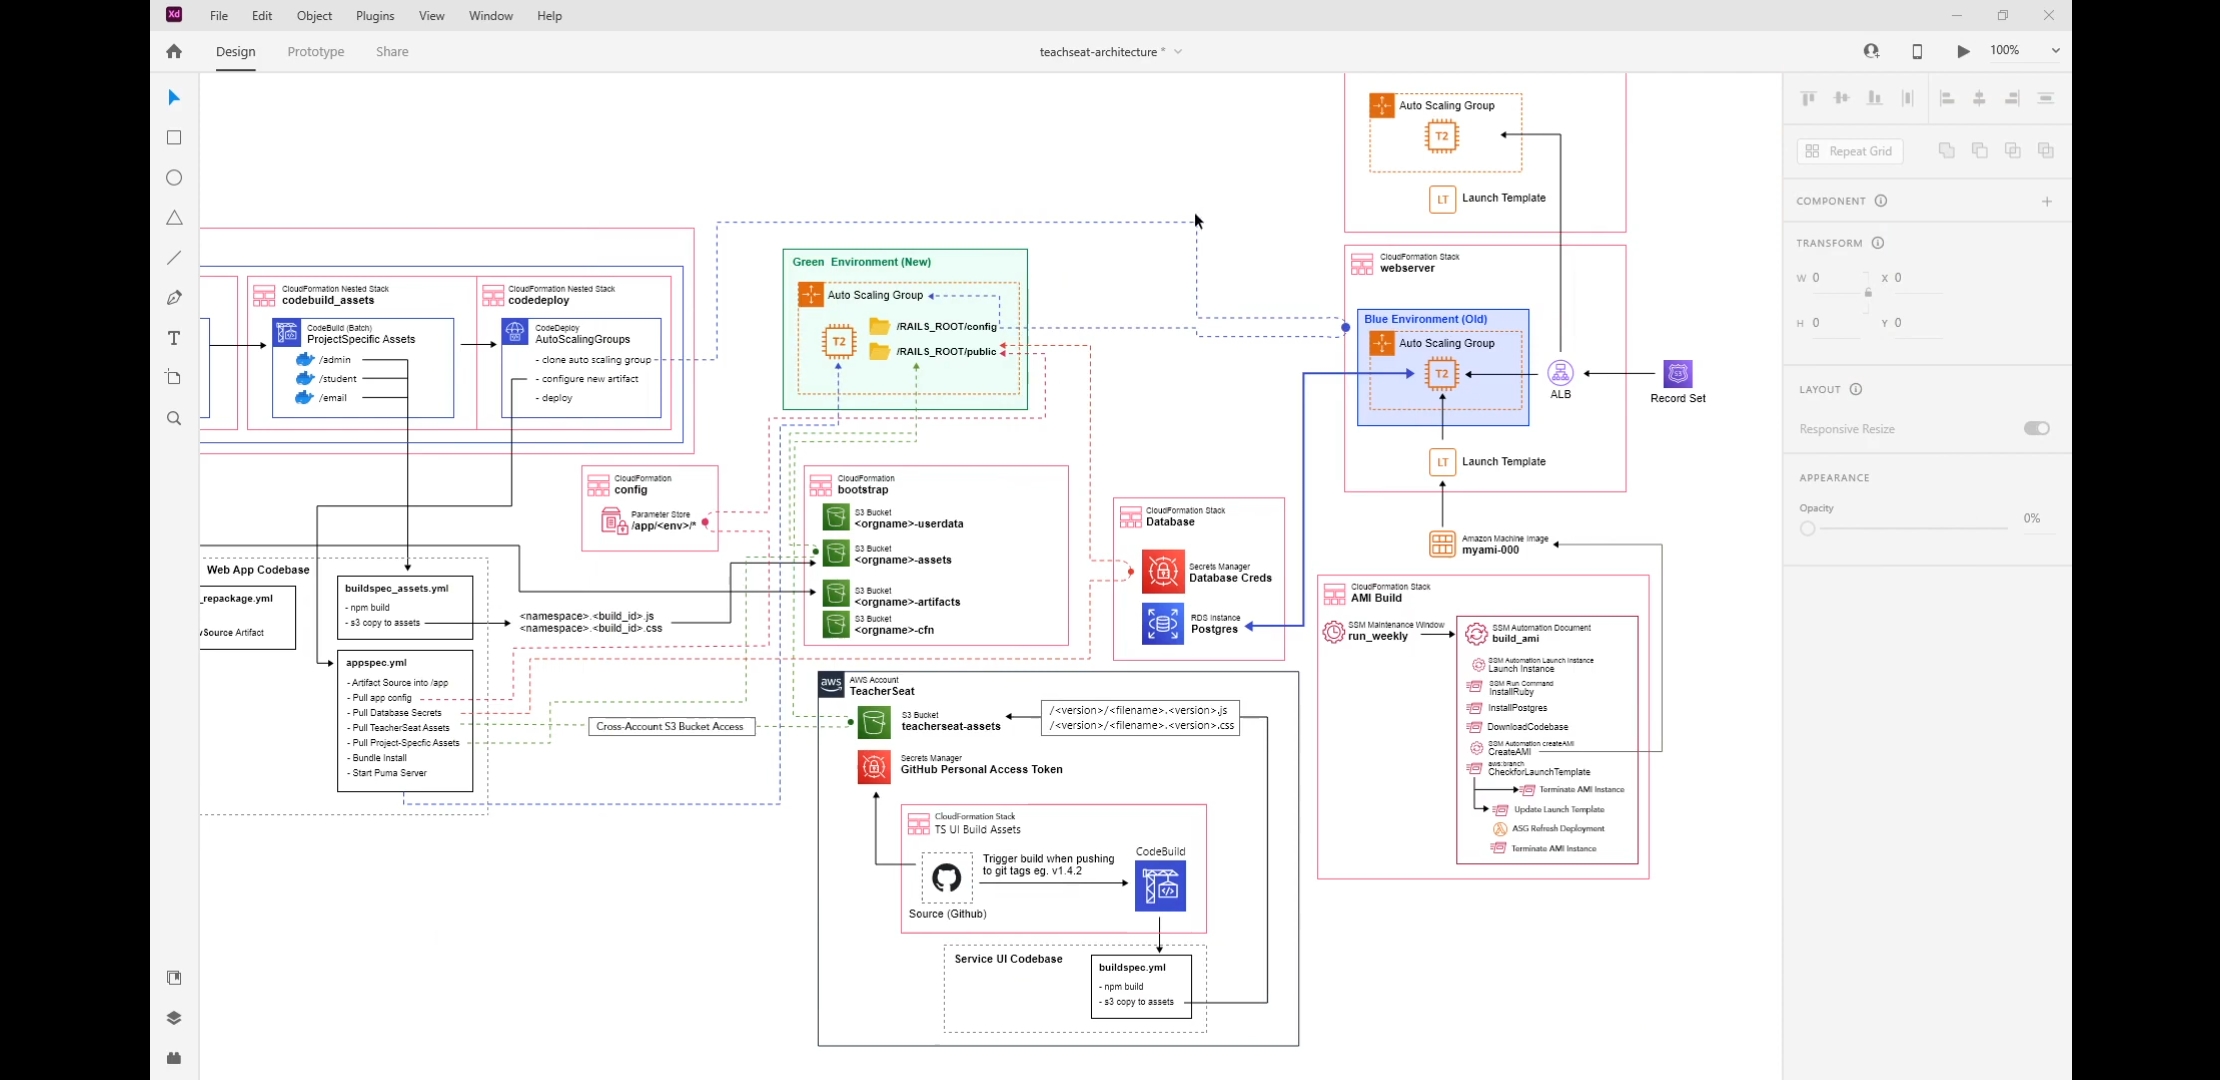 Xd
File Edit Object Plugins View Window Help
Design Prototype Share
teachseat-architecture *
100%
Auto Scaling Group
T2
LT Launch Template
CloudFormation Stack
webserver
Blue Environment (Old)
Auto Scaling Group
T2
LT Launch Template
ALB
Record Set
Amazon Machine Image
myami-000
Green Environment (New)
Auto Scaling Group
T2
/RAILS_ROOT/config
/RAILS_ROOT/public
CloudFormation Nested Stack
codebuild_assets
CodeBuild (Batch)
ProjectSpecific Assets
/admin
/student
/email
CloudFormation Nested Stack
codedeploy
CodeDeploy
AutoScalingGroups
- clone auto scaling group
- configure new artifact
- deploy
CloudFormation
config
Parameter Store
/app/<env>/*
CloudFormation
bootstrap
S3 Bucket
<orgname>-userdata
S3 Bucket
<orgname>-assets
S3 Bucket
<orgname>-artifacts
S3 Bucket
<orgname>-cfn
CloudFormation Stack
Database
Secrets Manager
Database Creds
RDS Instance
Postgres
CloudFormation Stack
AMI Build
SSM Maintenance Window
run_weekly
SSM Automation Document
build_ami
SSM Automation Launch Instance
Launch Instance
SSM Run Command
InstallRuby
InstallPostgres
DownloadCodebase
SSM Automation createAMI
CreateAMI
aws:branch
CheckforLaunchTemplate
Terminate AMI Instance
Update Launch Template
ASG Refresh Deployment
Terminate AMI Instance
Web App Codebase
_repackage.yml
Source Artifact
buildspec_assets.yml
- npm build
- s3 copy to assets
<namespace>.<build_id>.js
<namespace>.<build_id>.css
appspec.yml
- Artifact Source into /app
- Pull app config
- Pull Database Secrets
- Pull TeacherSeat Assets
- Pull Project-Specfic Assets
- Bundle Install
- Start Puma Server
Cross-Account S3 Bucket Access
aws AWS Account
TeacherSeat
S3 Bucket
teacherseat-assets
/<version>/<filename>.<version>.js
/<version>/<filename>.<version>.css
Secrets Manager
GitHub Personal Access Token
CloudFormation Stack
TS UI Build Assets
Trigger build when pushing
to git tags eg. v1.4.2
CodeBuild
Source (Github)
Service UI Codebase
buildspec.yml
- npm build
- s3 copy to assets
Repeat Grid
COMPONENT
TRANSFORM
W 0 X 0
H 0 Y 0
LAYOUT
Responsive Resize
APPEARANCE
Opacity
0%